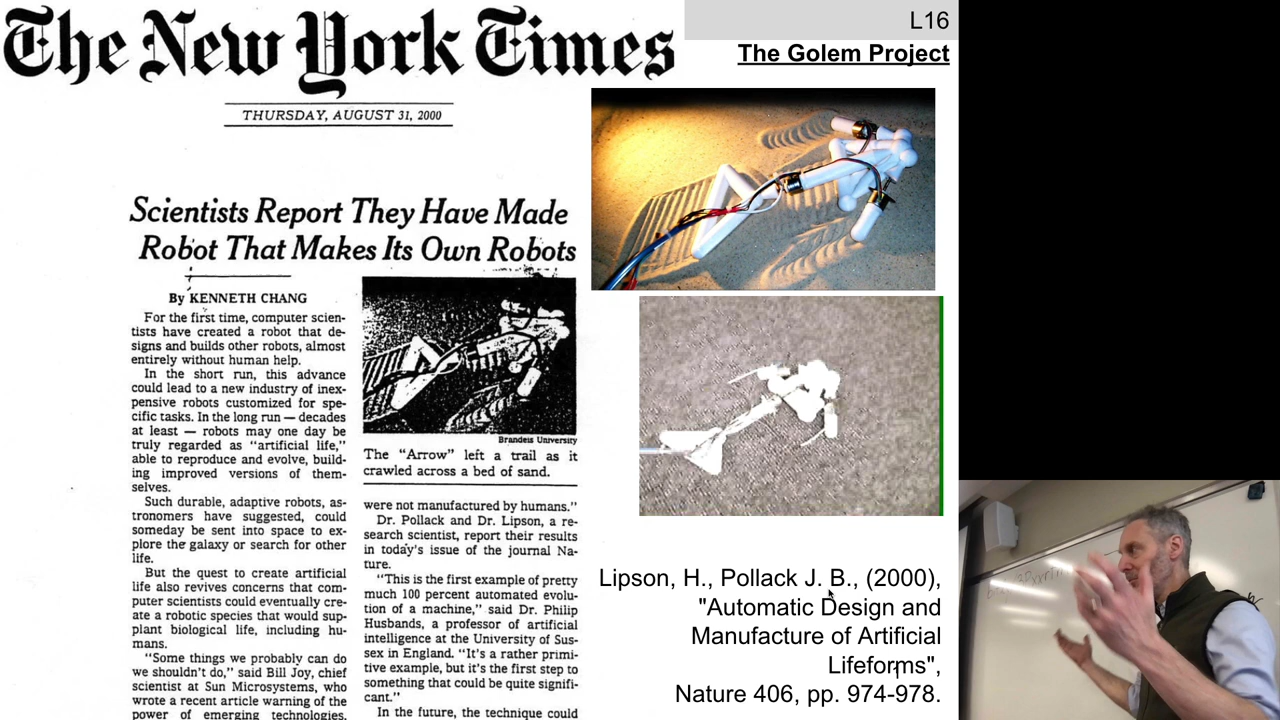 The New York Times
THURSDAY, AUGUST 31, 2000
Scientists Report They Have Made
Robot That Makes Its Own Robots
By KENNETH CHANG
For the first time, computer scien-
tists have created a robot that de-
signs and builds other robots, almost
entirely without human help.
In the short run, this advance
could lead to a new industry of inex-
pensive robots customized for spe-
cific tasks. In the long run — decades
at least — robots may one day be
truly regarded as “artificial life,”
able to reproduce and evolve, build-
ing improved versions of them-
selves.
Such durable, adaptive robots, as-
tronomers have suggested, could
someday be sent into space to ex-
plore the galaxy or search for other
life.
But the quest to create artificial
life also revives concerns that com-
puter scientists could eventually cre-
ate a robotic species that would sup-
plant biological life, including hu-
mans.
“Some things we probably can do
we shouldn’t do,” said Bill Joy, chief
scientist at Sun Microsystems, who
wrote a recent article warning of the
power of emerging technologies,
Brandeis University
The “Arrow” left a trail as it
crawled across a bed of sand.
were not manufactured by humans.”
Dr. Pollack and Dr. Lipson, a re-
search scientist, report their results
in today’s issue of the journal Na-
ture.
“This is the first example of pretty
much 100 percent automated evolu-
tion of a machine,” said Dr. Philip
Husbands, a professor of artificial
intelligence at the University of Sus-
sex in England. “It’s a rather primi-
tive example, but it’s the first step to
something that could be quite signifi-
cant.”
In the future, the technique could
L16
The Golem Project
Lipson, H., Pollack J. B., (2000),
"Automatic Design and
Manufacture of Artificial
Lifeforms",
Nature 406, pp. 974-978.